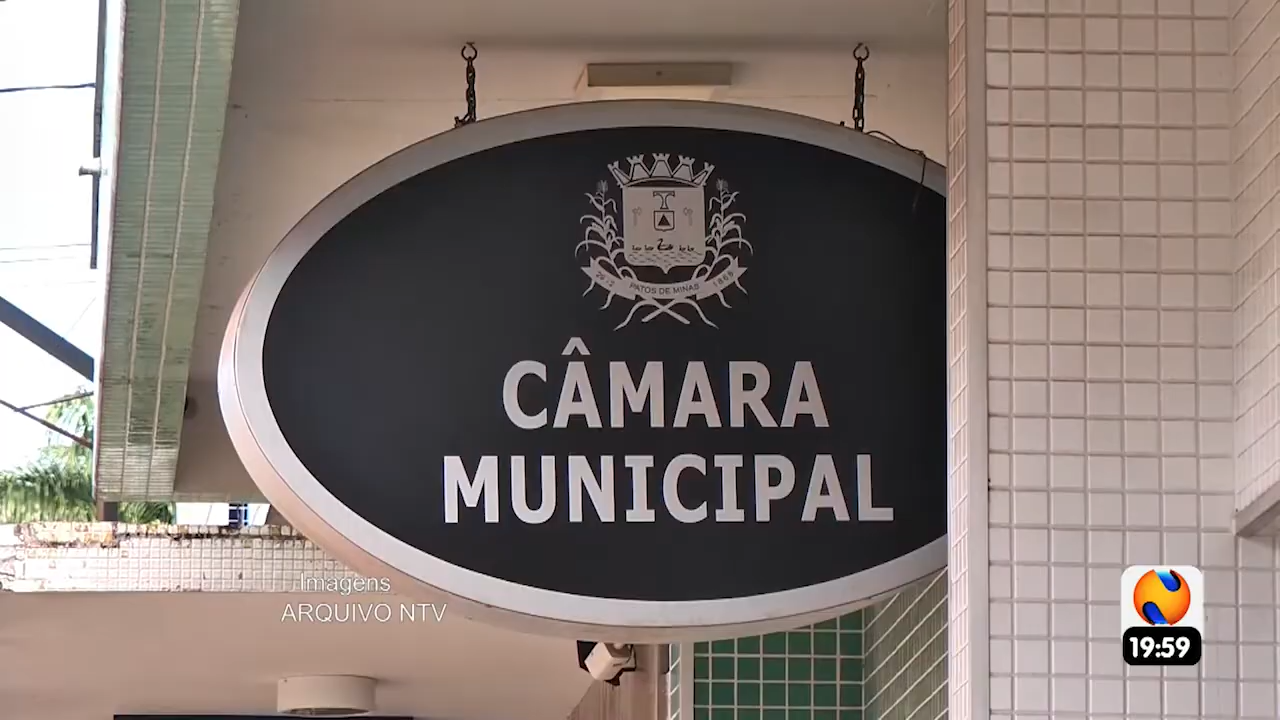 PATOS DE MINAS
CÂMARA
MUNICIPAL
Imagens
ARQUIVO NTV
19:59